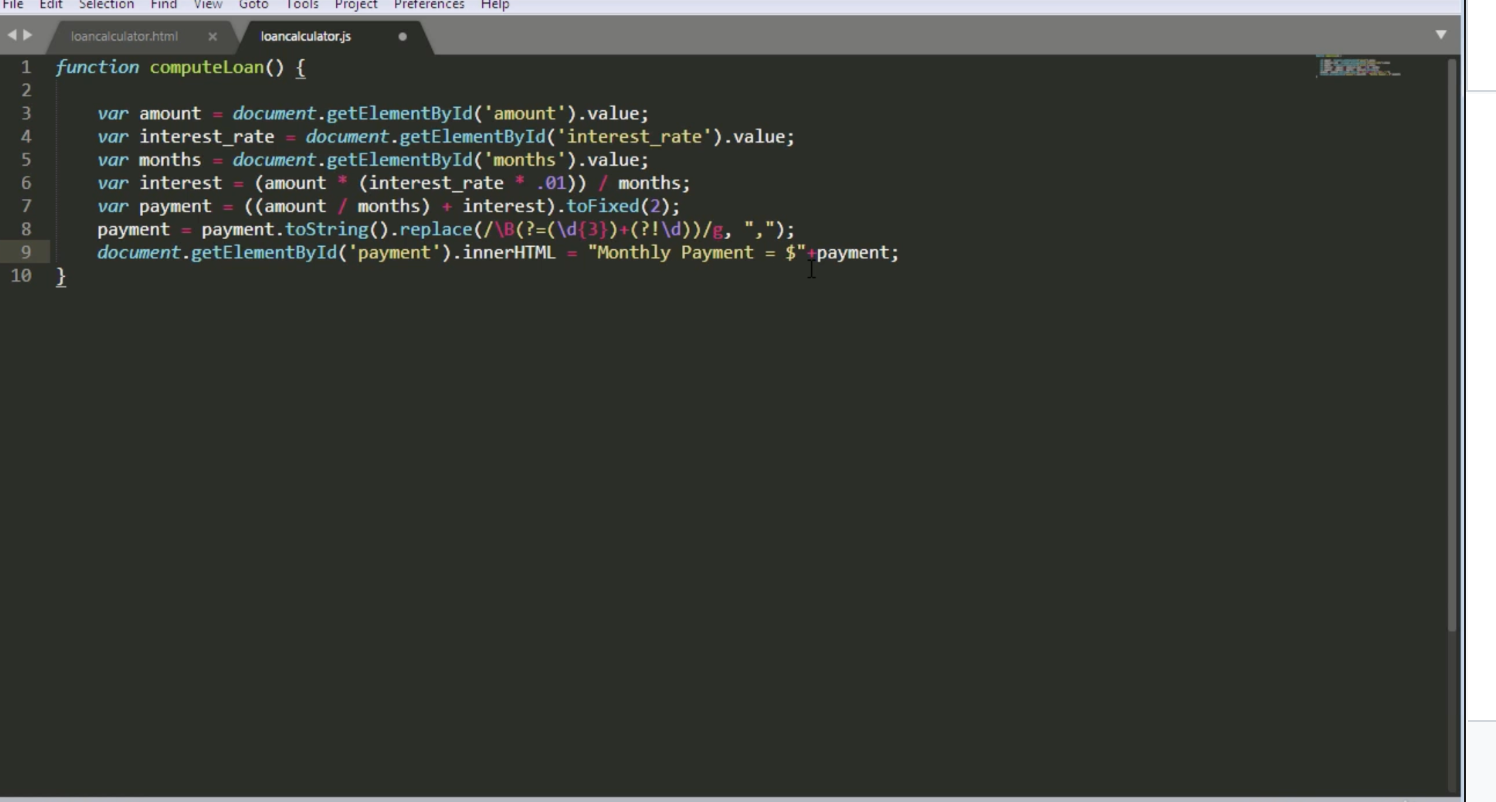 File Edit Selection Find View Goto Tools Project Preferences Help
loancalculator.html × loancalculator.js
1 function computeLoan() {
2
3 var amount = document.getElementById('amount').value;
4 var interest_rate = document.getElementById('interest_rate').value;
5 var months = document.getElementById('months').value;
6 var interest = (amount * (interest_rate * .01)) / months;
7 var payment = ((amount / months) + interest).toFixed(2);
8 payment = payment.toString().replace(/\B(?=(\d{3})+(?!\d))/g, ",");
9 document.getElementById('payment').innerHTML = "Monthly Payment = $"+payment;
10 }